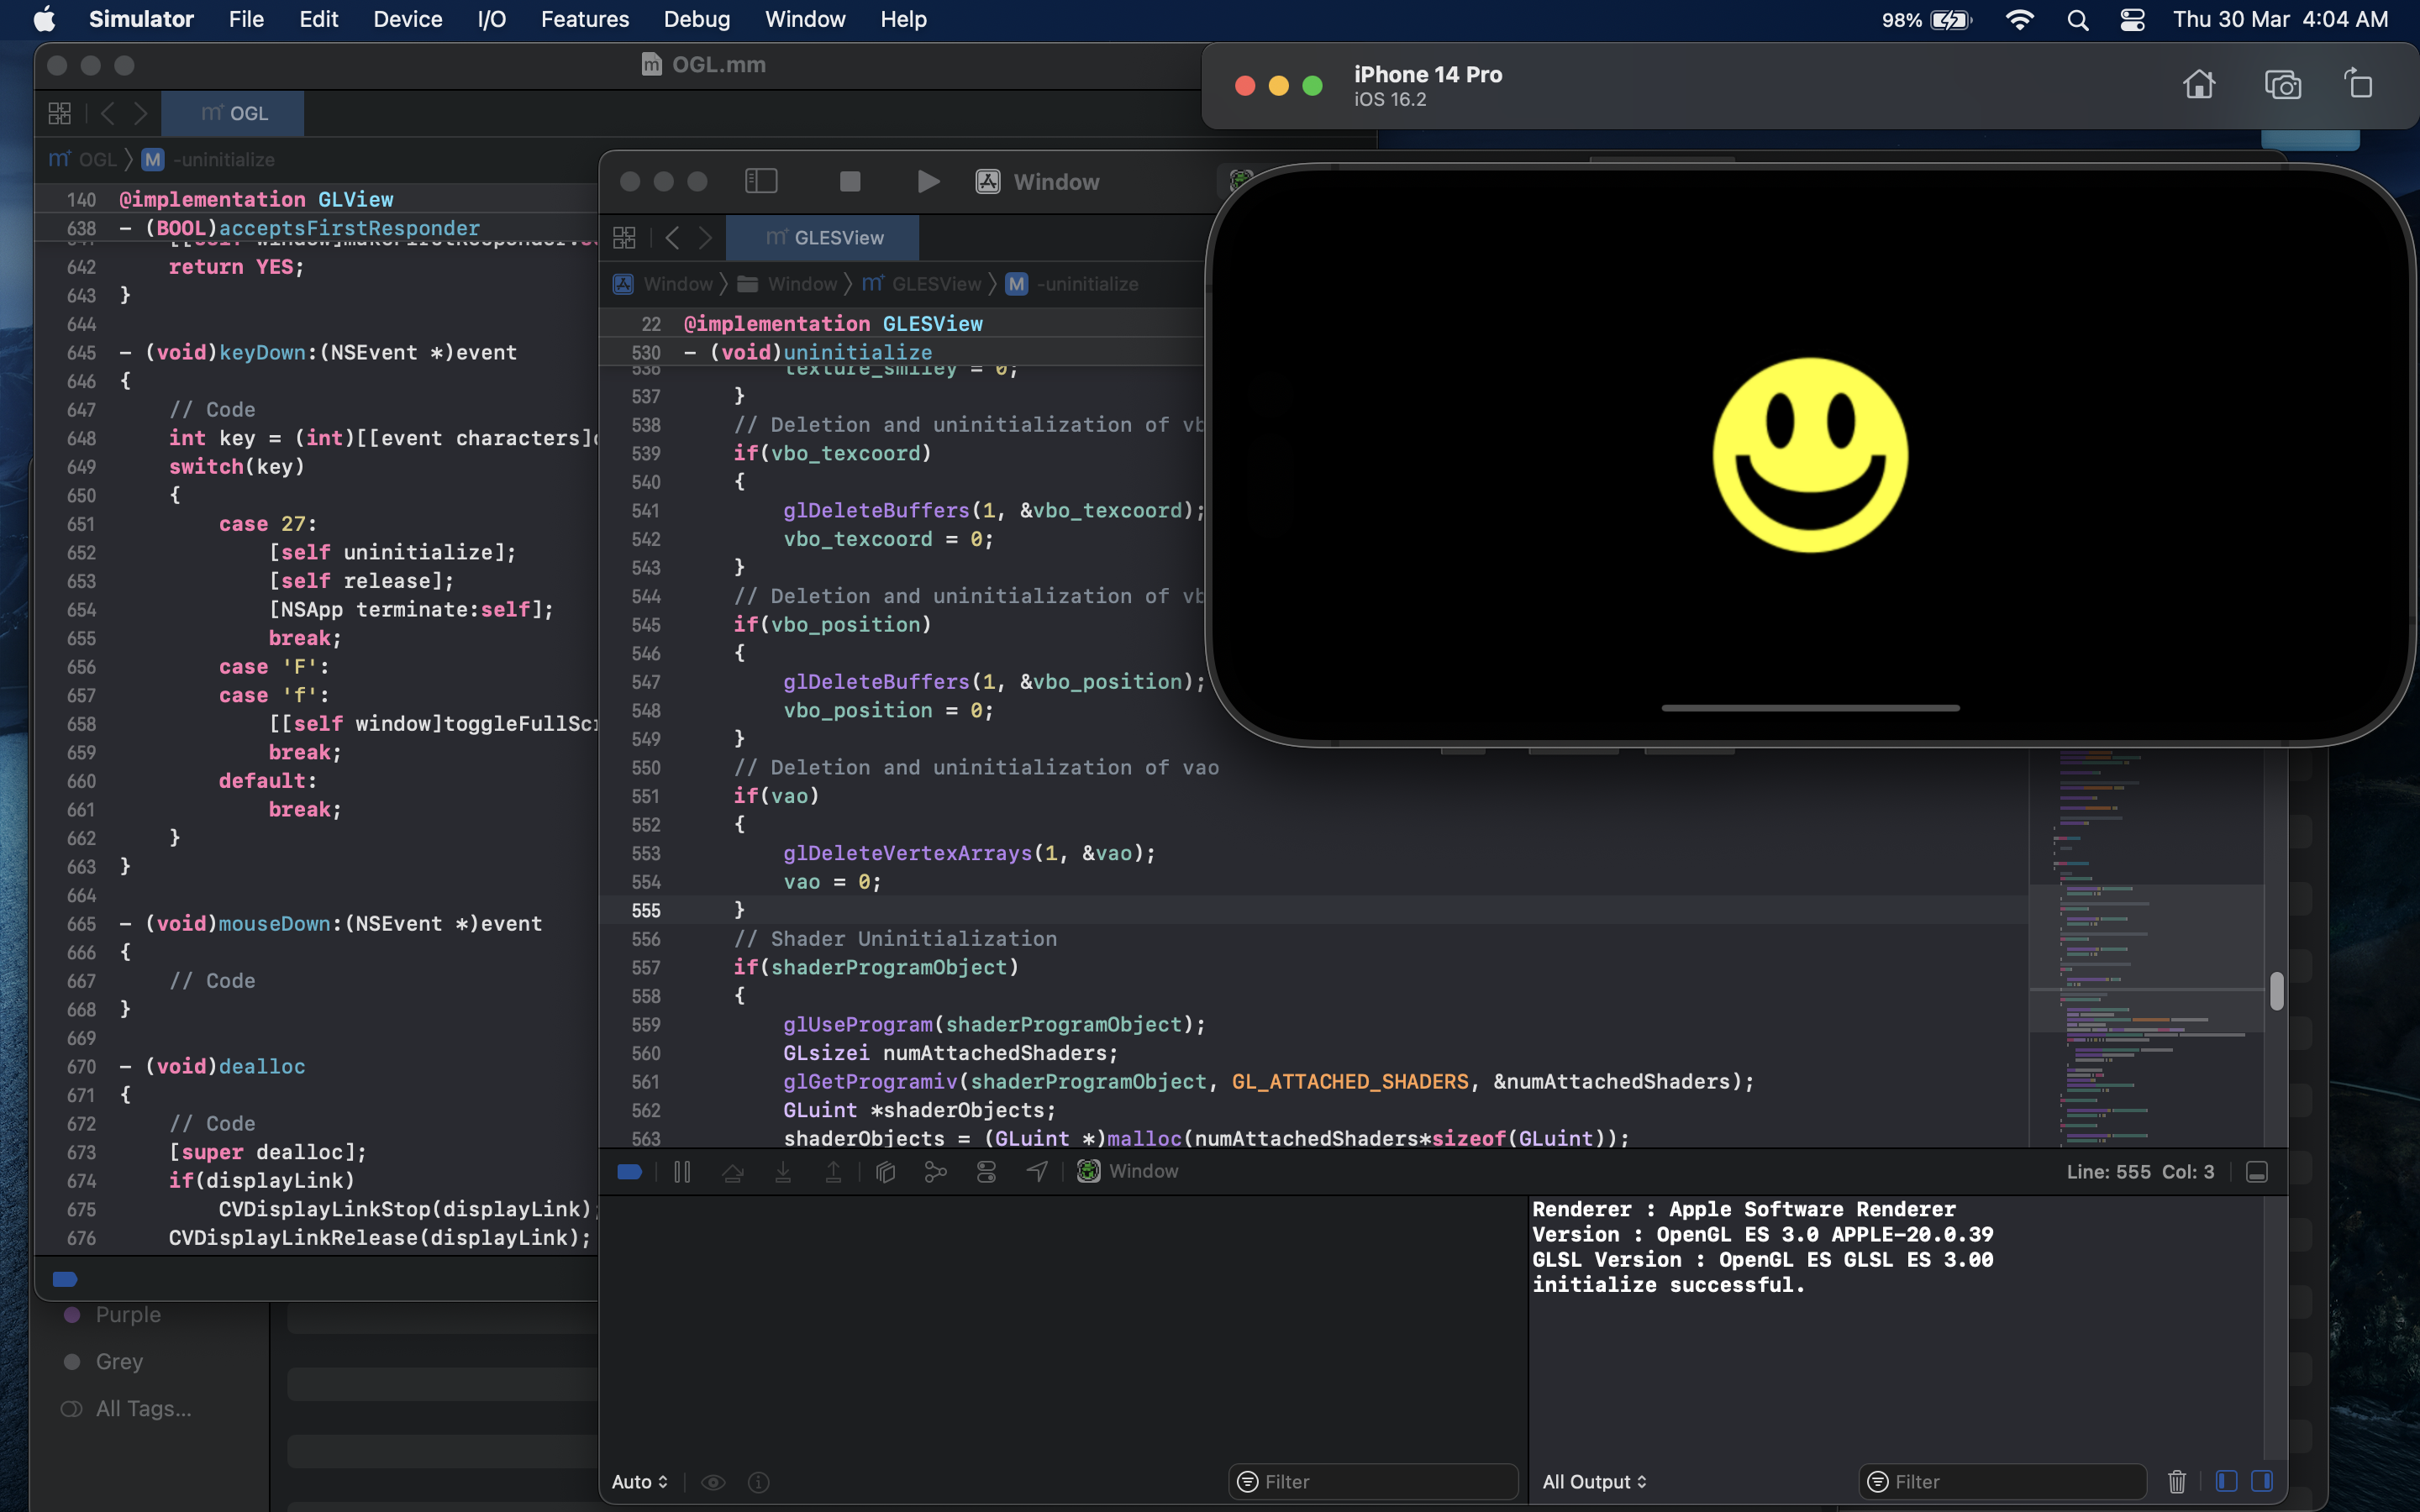 Simulator File Edit Device I/O Features Debug Window Help 98% Thu 30 Mar 4:04 AM
OGL.mm
OGL
OGL M -uninitialize
140 @implementation GLView
638 - (BOOL)acceptsFirstResponder
642 return YES;
643 }
644
645 - (void)keyDown:(NSEvent *)event
646 {
647 // Code
648 int key = (int)[[event characters]
649 switch(key)
650 {
651 case 27:
652 [self uninitialize];
653 [self release];
654 [NSApp terminate:self];
655 break;
656 case 'F':
657 case 'f':
658 [[self window]toggleFullSc
659 break;
660 default:
661 break;
662 }
663 }
664
665 - (void)mouseDown:(NSEvent *)event
666 {
667 // Code
668 }
669
670 - (void)dealloc
671 {
672 // Code
673 [super dealloc];
674 if(displayLink)
675 CVDisplayLinkStop(displayLink);
676 CVDisplayLinkRelease(displayLink);
Purple
Grey
All Tags...
Window
GLESView
Window Window GLESView M -uninitialize
22 @implementation GLESView
530 - (void)uninitialize
536 texture_smiley = 0;
537 }
538 // Deletion and uninitialization of vb
539 if(vbo_texcoord)
540 {
541 glDeleteBuffers(1, &vbo_texcoord);
542 vbo_texcoord = 0;
543 }
544 // Deletion and uninitialization of vb
545 if(vbo_position)
546 {
547 glDeleteBuffers(1, &vbo_position);
548 vbo_position = 0;
549 }
550 // Deletion and uninitialization of vao
551 if(vao)
552 {
553 glDeleteVertexArrays(1, &vao);
554 vao = 0;
555 }
556 // Shader Uninitialization
557 if(shaderProgramObject)
558 {
559 glUseProgram(shaderProgramObject);
560 GLsizei numAttachedShaders;
561 glGetProgramiv(shaderProgramObject, GL_ATTACHED_SHADERS, &numAttachedShaders);
562 GLuint *shaderObjects;
563 shaderObjects = (GLuint *)malloc(numAttachedShaders*sizeof(GLuint));
Window Line: 555 Col: 3
Renderer : Apple Software Renderer
Version : OpenGL ES 3.0 APPLE-20.0.39
GLSL Version : OpenGL ES GLSL ES 3.00
initialize successful.
Auto Filter All Output Filter
iPhone 14 Pro
iOS 16.2